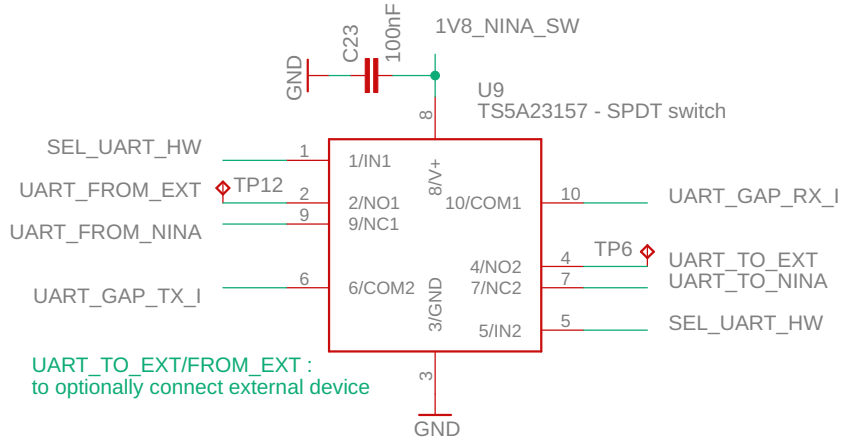 C23
100nF
1V8_NINA_SW
GND
U9
TS5A23157 - SPDT switch
8
SEL_UART_HW
1
1/IN1
8/V+
UART_FROM_EXT
TP12
2
2/NO1
10/COM1
10
UART_GAP_RX_I
UART_FROM_NINA
9
9/NC1
TP6
4/NO2
4
UART_TO_EXT
UART_GAP_TX_I
6
6/COM2
3/GND
7/NC2
7
UART_TO_NINA
5/IN2
5
SEL_UART_HW
UART_TO_EXT/FROM_EXT :
to optionally connect external device
3
GND